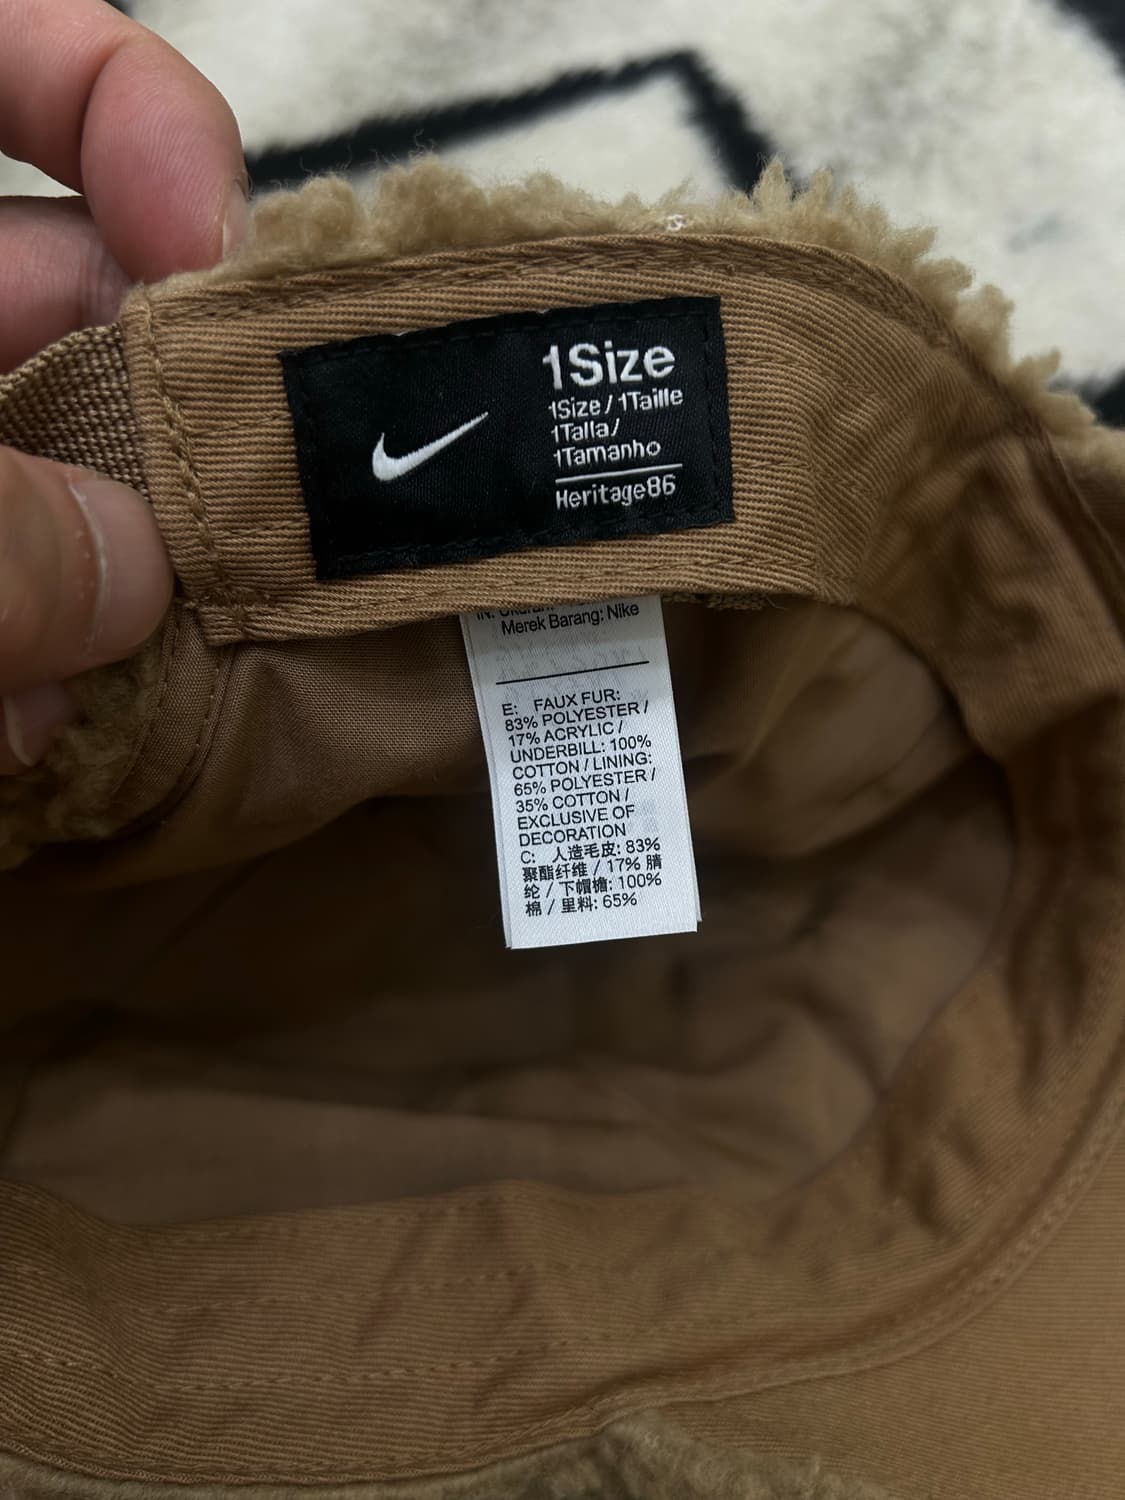 1Size
1Size / 1Taille
1Talla/
1Tamanho
Heritage86
Merek Barang: Nike
E: FAUX FUR:
83% POLYESTER /
17% ACRYLIC /
UNDERBILL: 100%
COTTON / LINING:
65% POLYESTER /
35% COTTON /
EXCLUSIVE OF
DECORATION
C: 人造毛皮: 83%
聚酯纤维 / 17% 腈
纶 / 下帽檐: 100%
棉 / 里料: 65%